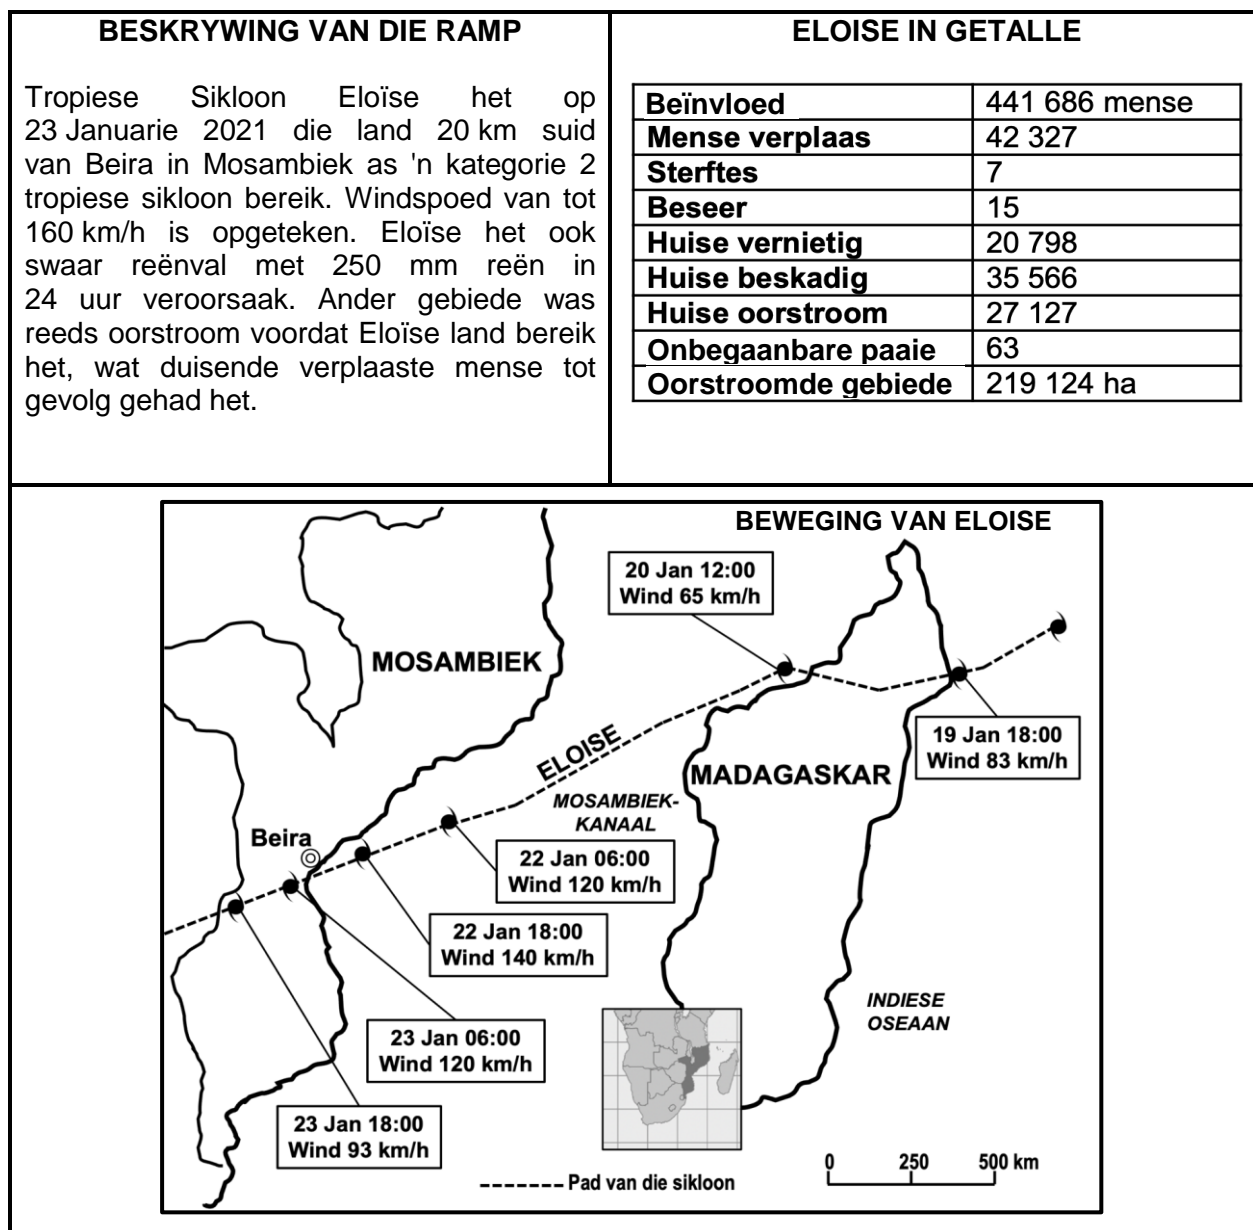 BESKRYWING VAN DIE RAMP
Tropiese Sikloon Eloïse het op
23 Januarie 2021 die land 20 km suid
van Beira in Mosambiek as 'n kategorie 2
tropiese sikloon bereik. Windspoed van tot
160 km/h is opgeteken. Eloïse het ook
swaar reënval met 250 mm reën in
24 uur veroorsaak. Ander gebiede was
reeds oorstroom voordat Eloïse land bereik
het, wat duisende verplaaste mense tot
gevolg gehad het.
ELOISE IN GETALLE
Beïnvloed 441 686 mense
Mense verplaas 42 327
Sterftes 7
Beseer 15
Huise vernietig 20 798
Huise beskadig 35 566
Huise oorstroom 27 127
Onbegaanbare paaie 63
Oorstroomde gebiede 219 124 ha
BEWEGING VAN ELOISE
20 Jan 12:00
Wind 65 km/h
MOSAMBIEK
19 Jan 18:00
Wind 83 km/h
ELOISE
MADAGASKAR
MOSAMBIEK-
KANAAL
Beira
22 Jan 06:00
Wind 120 km/h
22 Jan 18:00
Wind 140 km/h
INDIESE
OSEAAN
23 Jan 06:00
Wind 120 km/h
23 Jan 18:00
Wind 93 km/h
0 250 500 km
Pad van die sikloon